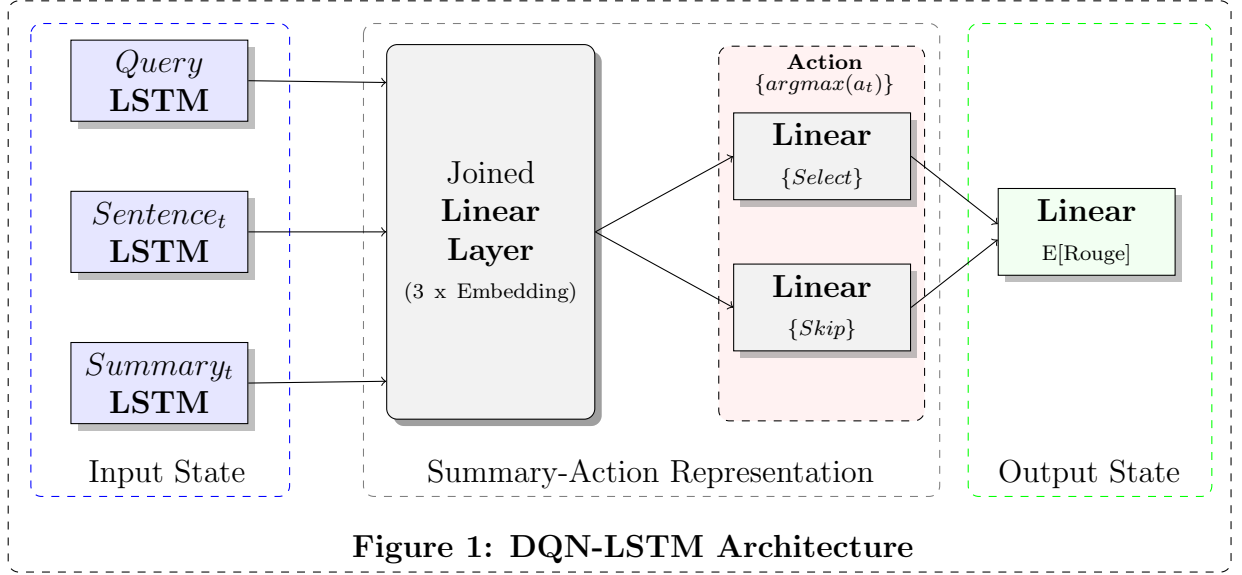 Query
LSTM
Sentence_t
LSTM
Summary_t
LSTM
Input State
Joined
Linear
Layer
(3 x Embedding)
Action
{argmax(a_t)}
Linear
{Select}
Linear
{Skip}
Summary-Action Representation
Linear
E[Rouge]
Output State
Figure 1: DQN-LSTM Architecture